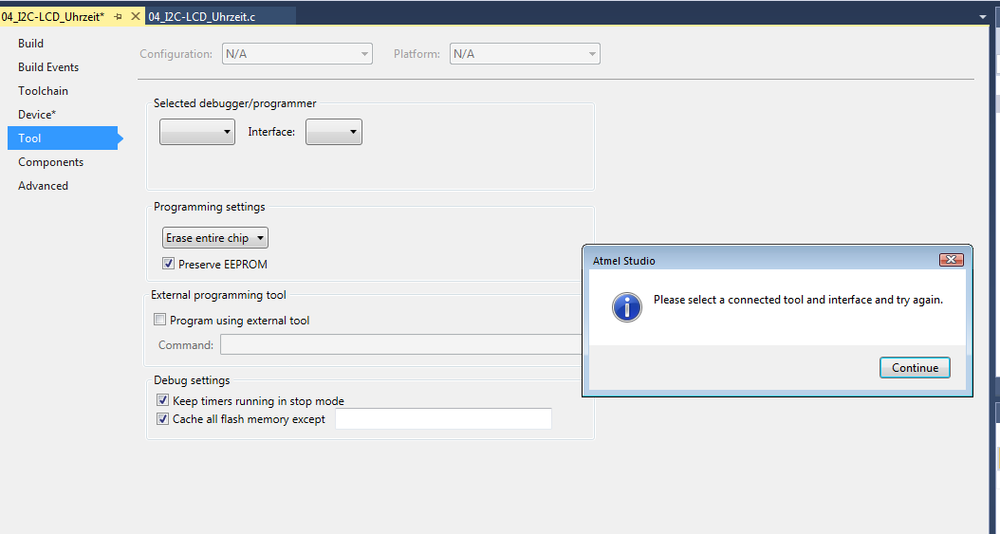 04_I2C-LCD_Uhrzeit*
04_I2C-LCD_Uhrzeit.c
Build
Build Events
Toolchain
Device*
Tool
Components
Advanced
Configuration: N/A Platform: N/A
Selected debugger/programmer
Interface:
Programming settings
Erase entire chip
Preserve EEPROM
External programming tool
Program using external tool
Command:
Debug settings
Keep timers running in stop mode
Cache all flash memory except
Atmel Studio
Please select a connected tool and interface and try again.
Continue